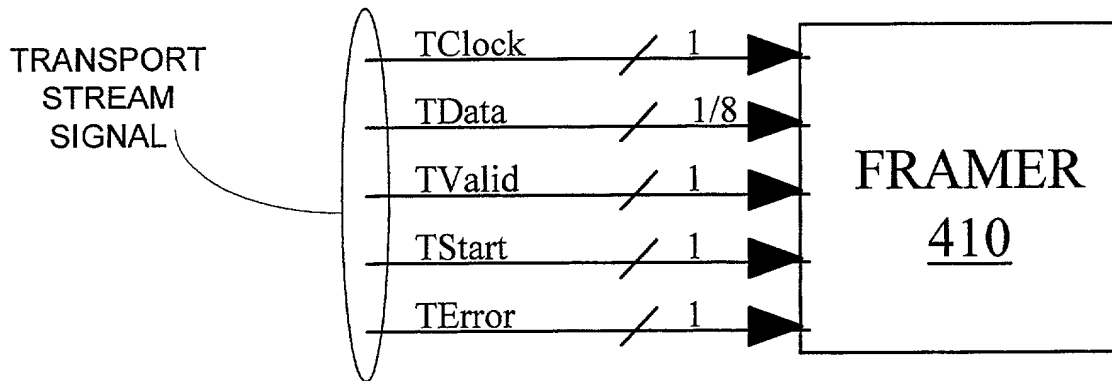 TRANSPORT
STREAM
SIGNAL
TClock 1
TData 1/8
TValid 1
TStart 1
TError 1
FRAMER
410